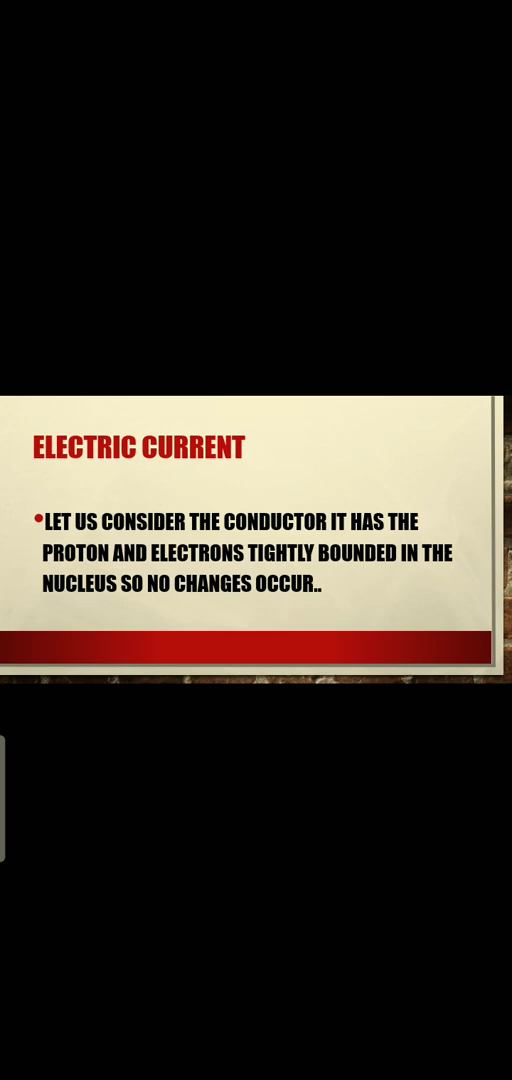 ELECTRIC CURRENT
•LET US CONSIDER THE CONDUCTOR IT HAS THE
PROTON AND ELECTRONS TIGHTLY BOUNDED IN THE
NUCLEUS SO NO CHANGES OCCUR..